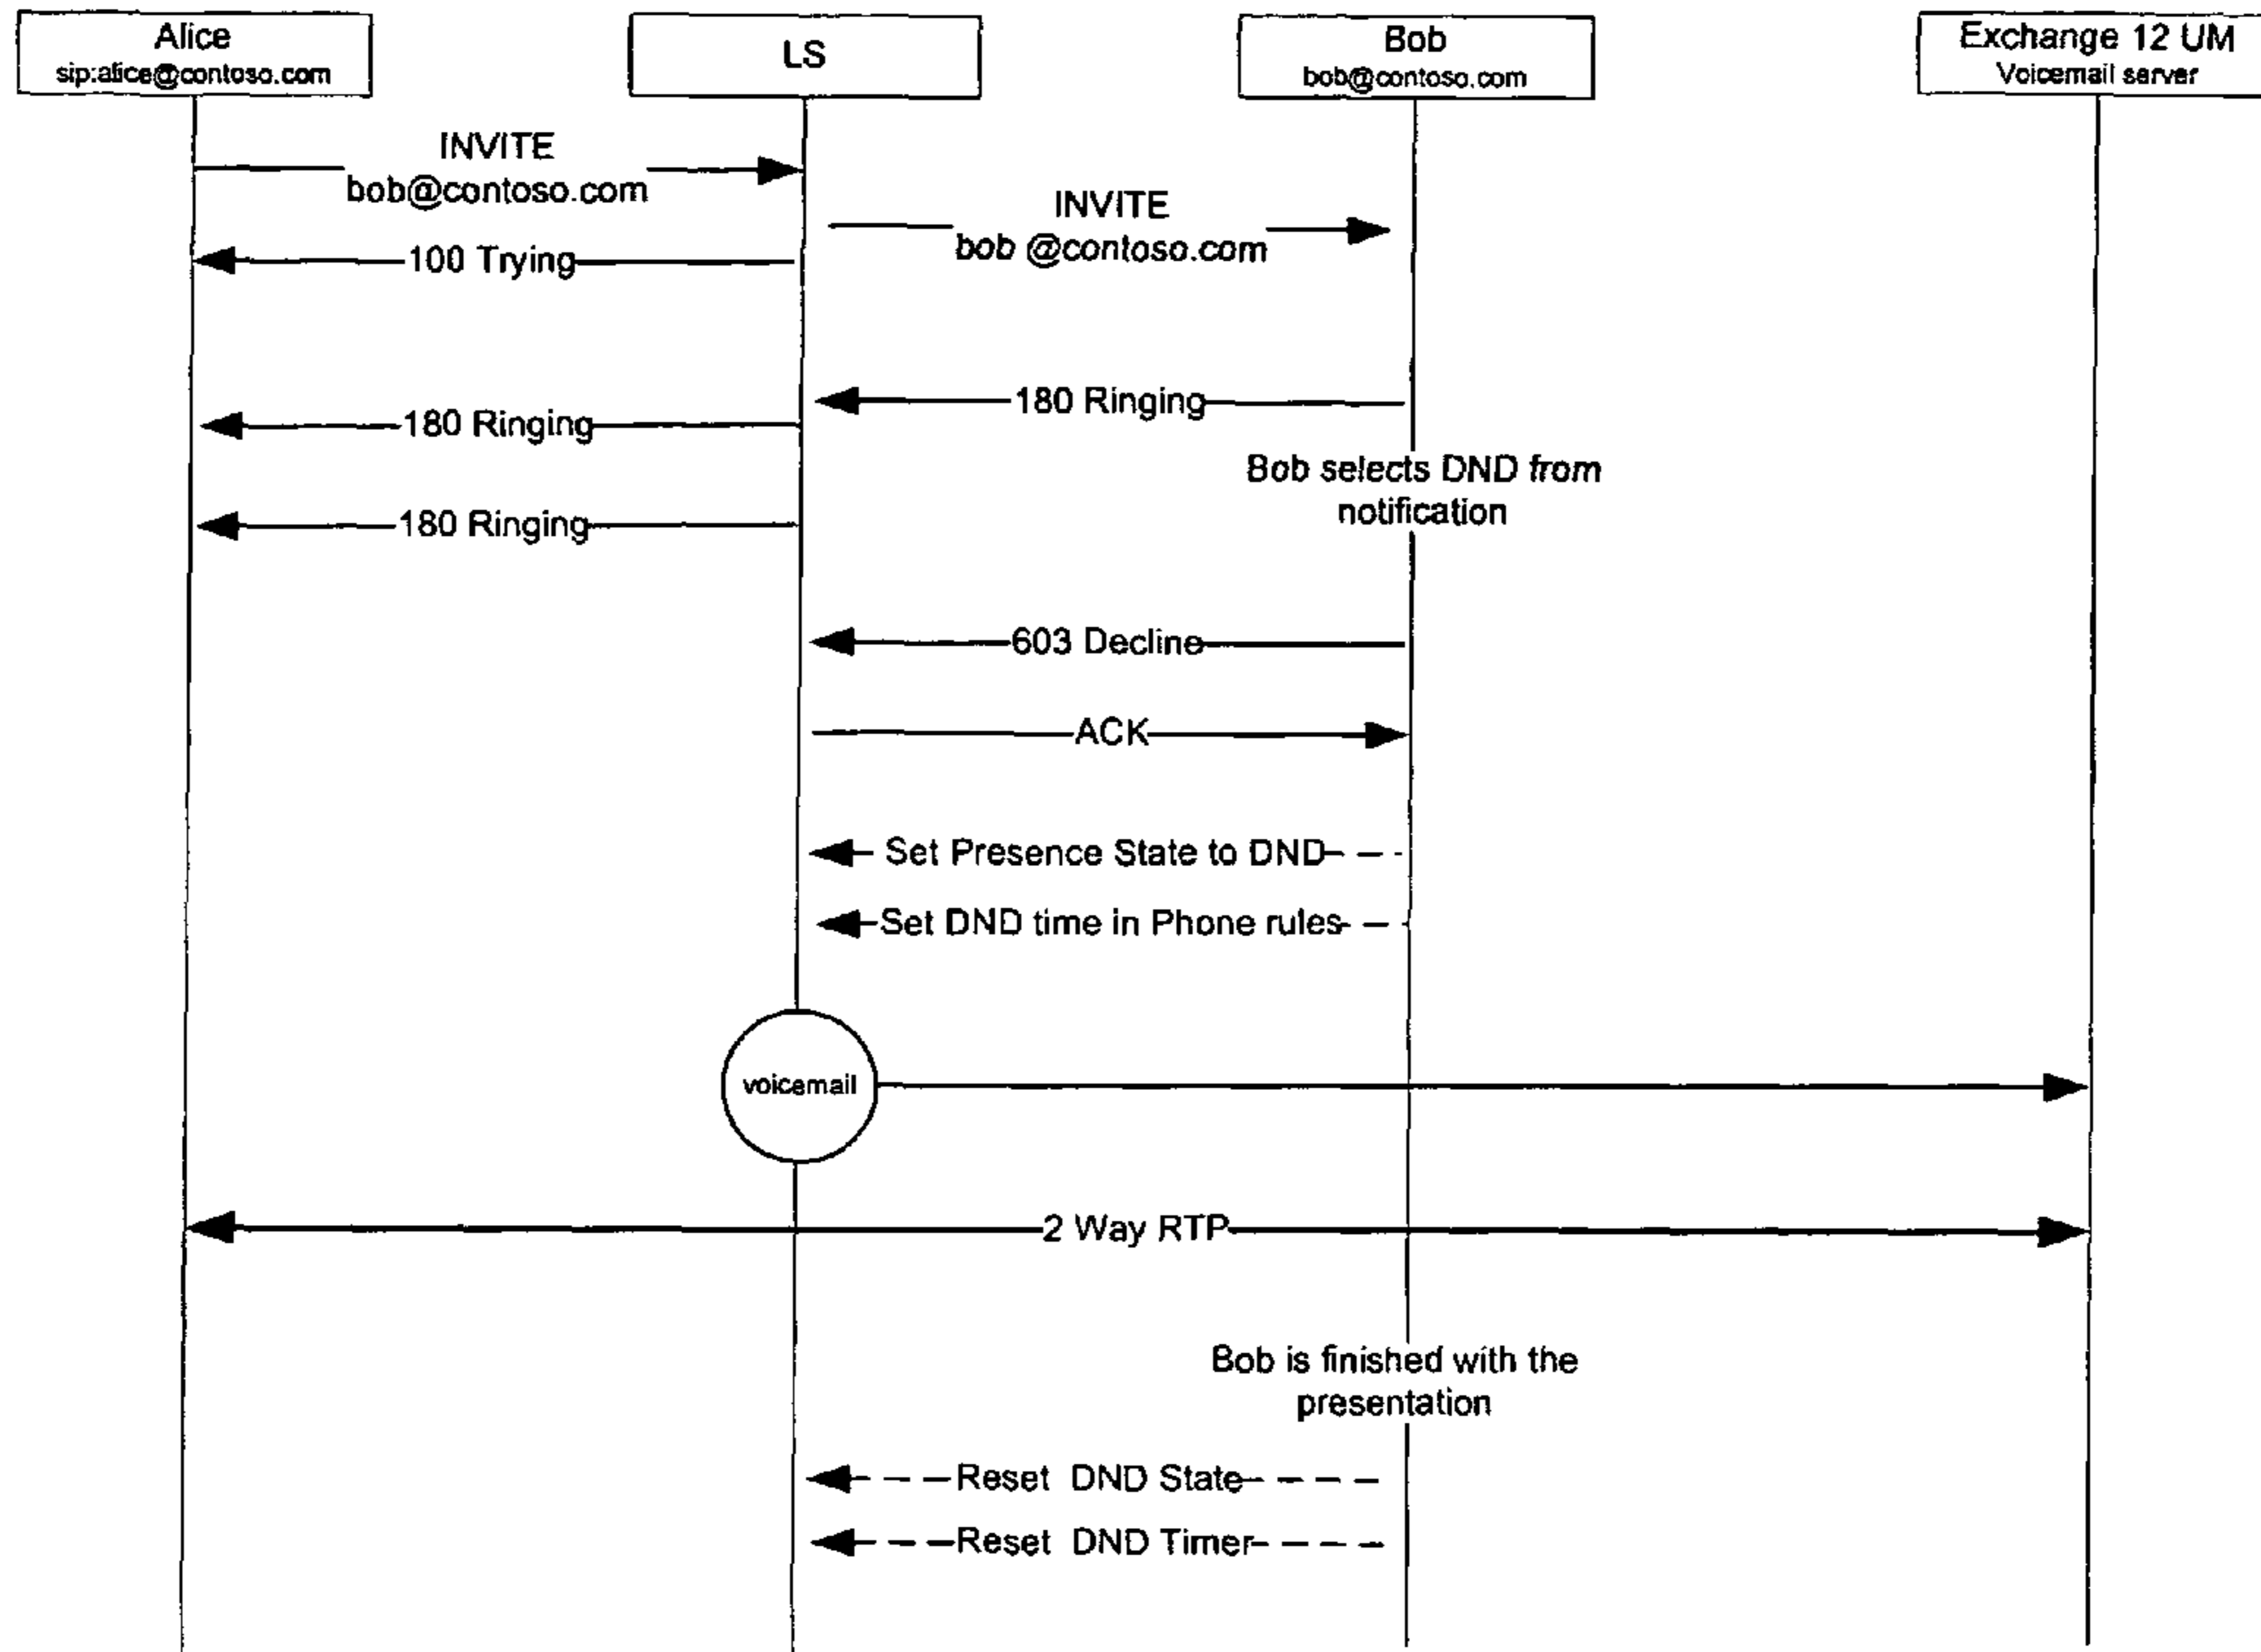 Alice
sip:alice@contoso.com
LS
Bob
bob@contoso.com
Exchange 12 UM
Voicemail server
INVITE
bob@contoso.com
INVITE
bob @contoso.com
100 Trying
180 Ringing
180 Ringing
Bob selects DND from
notification
180 Ringing
603 Decline
ACK
Set Presence State to DND
Set DND time in Phone rules
voicemail
2 Way RTP
Bob is finished with the
presentation
Reset DND State
Reset DND Timer